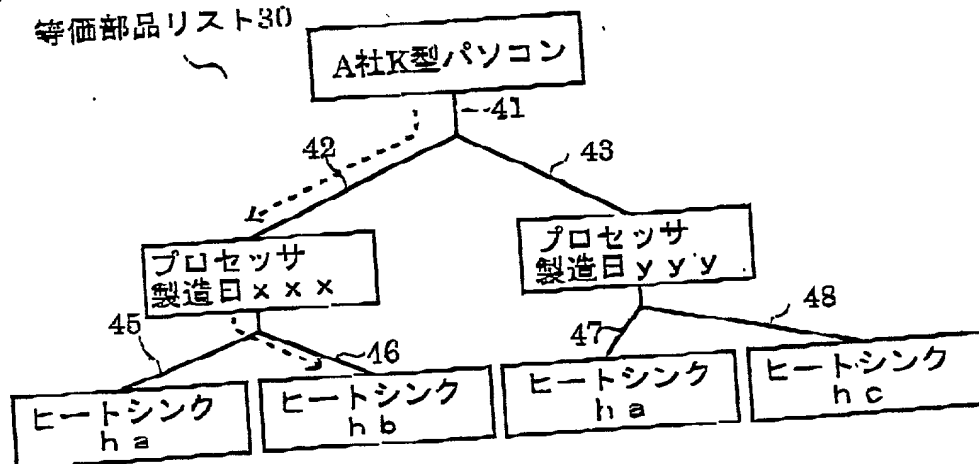 等価部品リスト30
A社K型パソコン
41
42
43
プロセッサ
製造日xxx
プロセッサ
製造日yyy
45
46
47
48
ヒートシンク
ha
ヒートシンク
hb
ヒートシンク
ha
ヒートシンク
hc